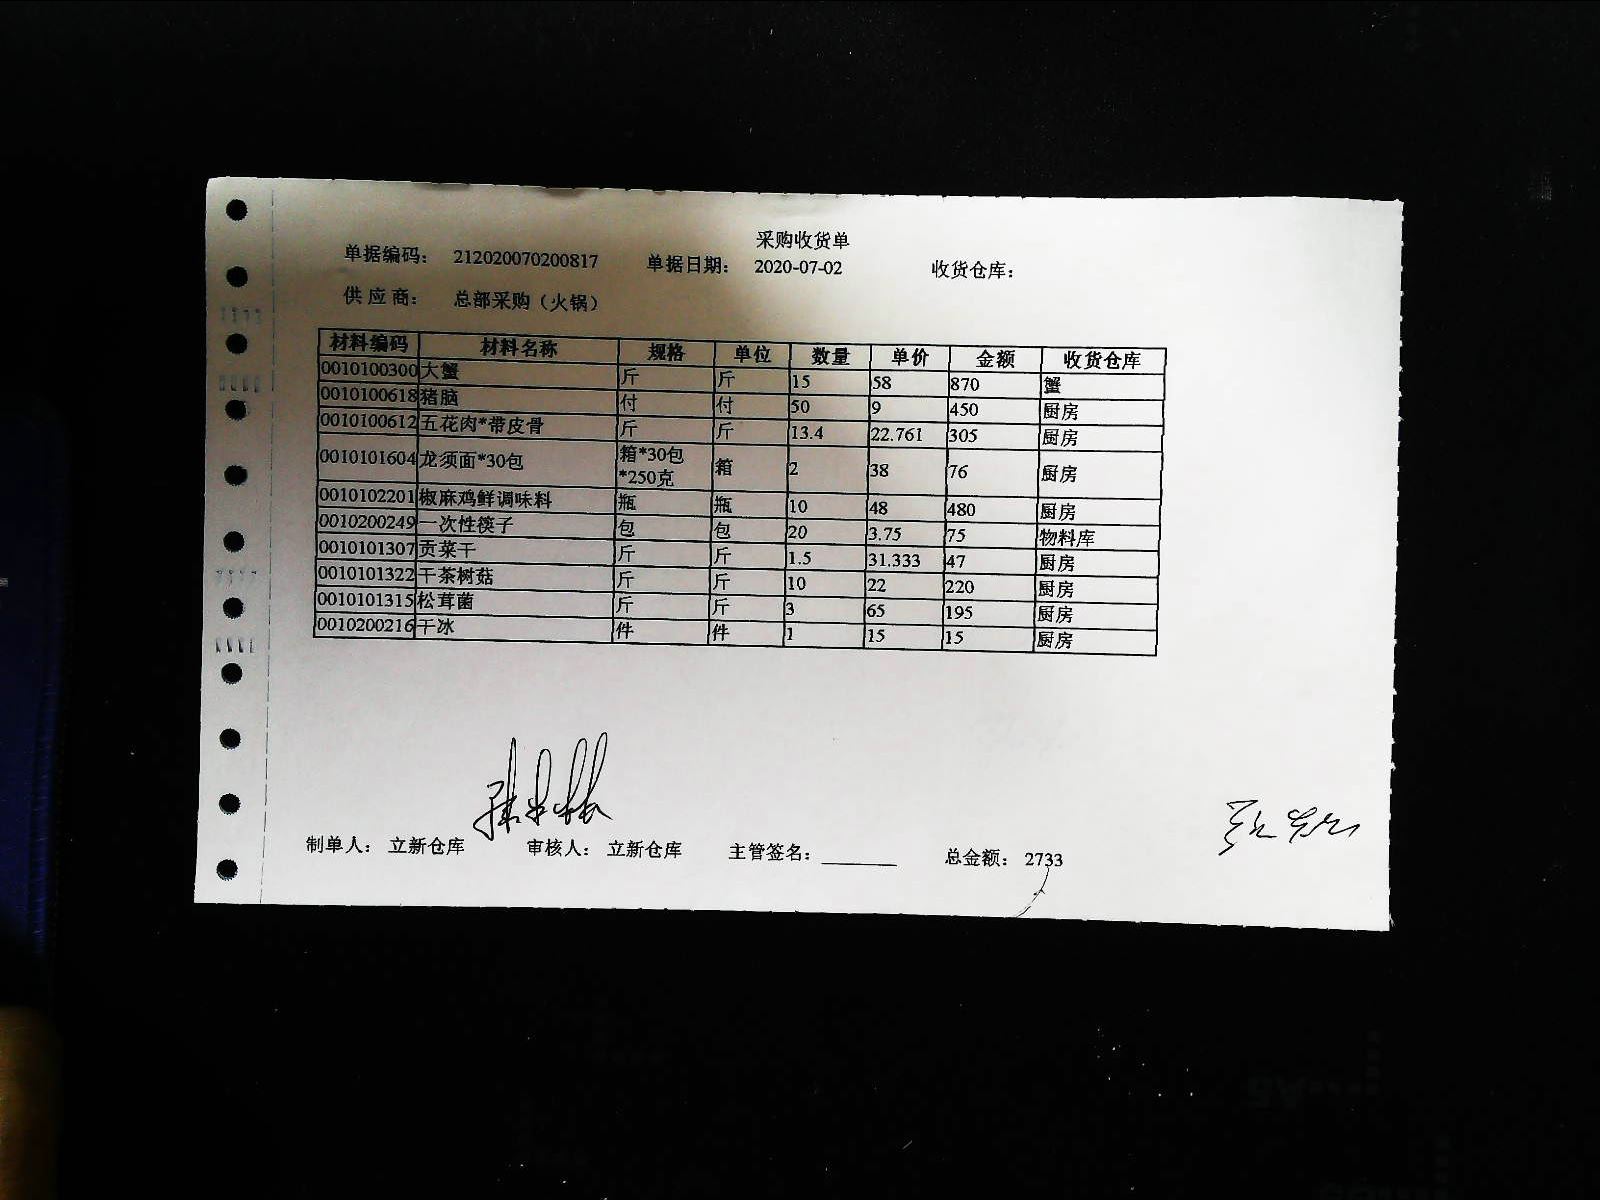 采购收货单
单据编码： 212020070200817 单据日期： 2020-07-02 收货仓库：
供应商： 总部采购（火锅）
材料编码 材料名称 规格 单位 数量 单价 金额 收货仓库
0010100300 大蟹 斤 斤 15 58 870 蟹
0010100618 猪脑 付 付 50 9 450 厨房
0010100612 五花肉*带皮骨 斤 斤 13.4 22.761 305 厨房
0010101604 龙须面*30包 箱*30包*250克 箱 2 38 76 厨房
0010102201 椒麻鸡鲜调味料 瓶 瓶 10 48 480 厨房
0010200249 一次性筷子 包 包 20 3.75 75 物料库
0010101307 贡菜干 斤 斤 1.5 31.333 47 厨房
0010101322 干茶树菇 斤 斤 10 22 220 厨房
0010101315 松茸菌 斤 斤 3 65 195 厨房
0010200216 干冰 件 件 1 15 15 厨房
制单人： 立新仓库 审核人： 立新仓库 主管签名： 总金额： 2733